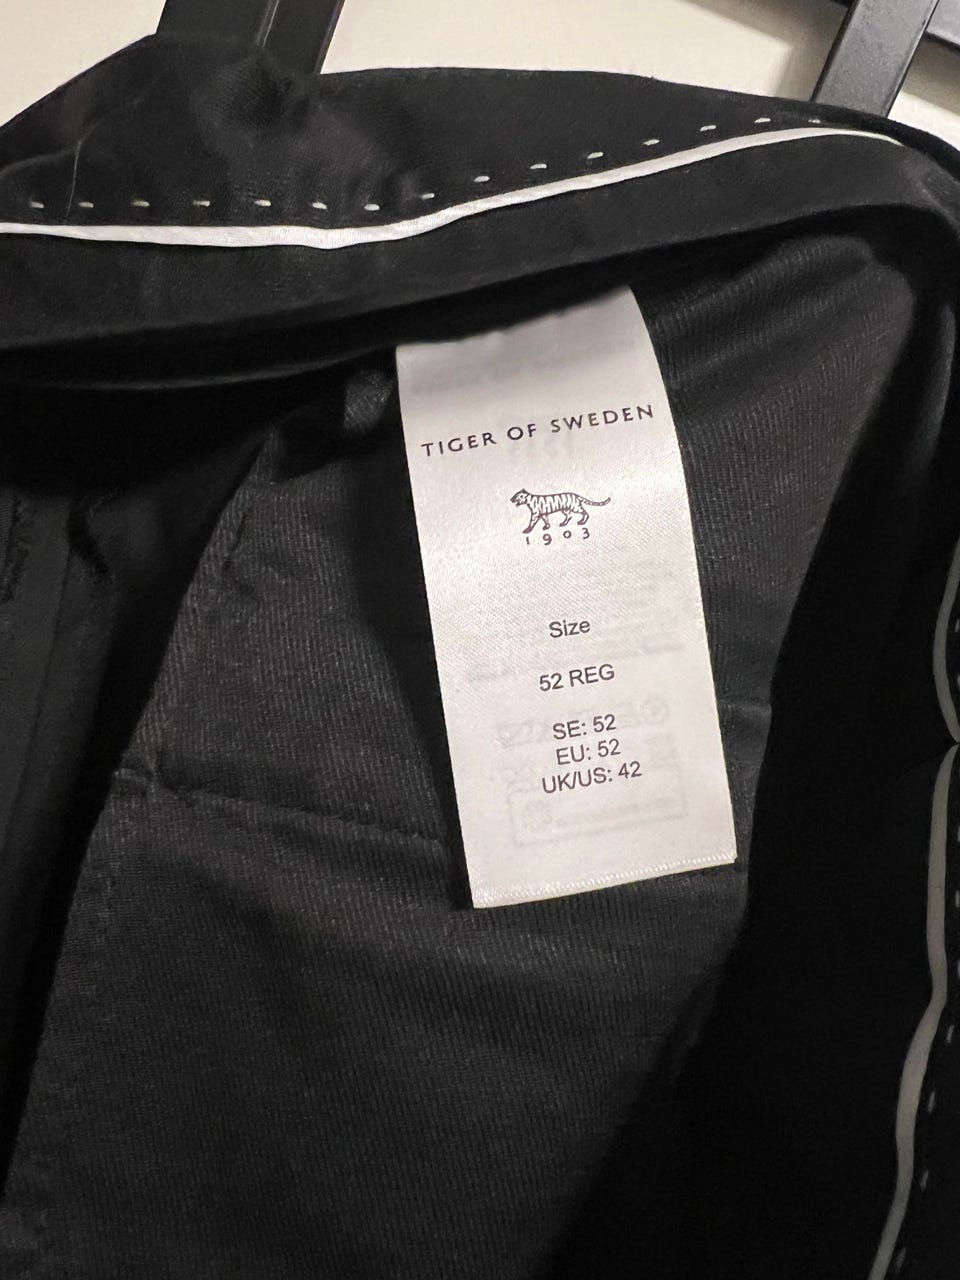 TIGER OF SWEDEN
1903
Size
52 REG
SE: 52
EU: 52
UK/US: 42